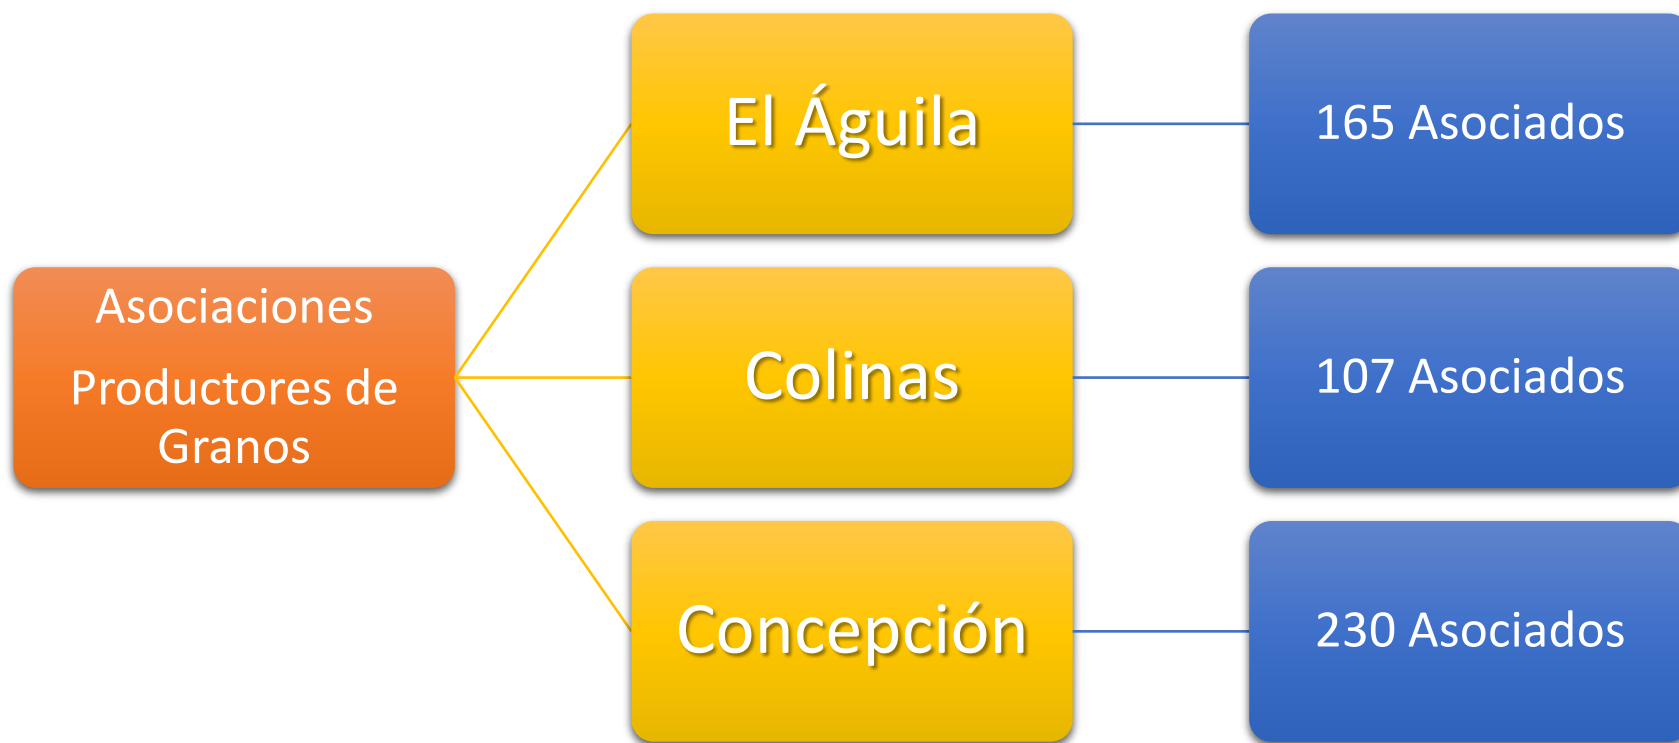 Asociaciones
Productores de
Granos
El Águila
165 Asociados
Colinas
107 Asociados
Concepción
230 Asociados